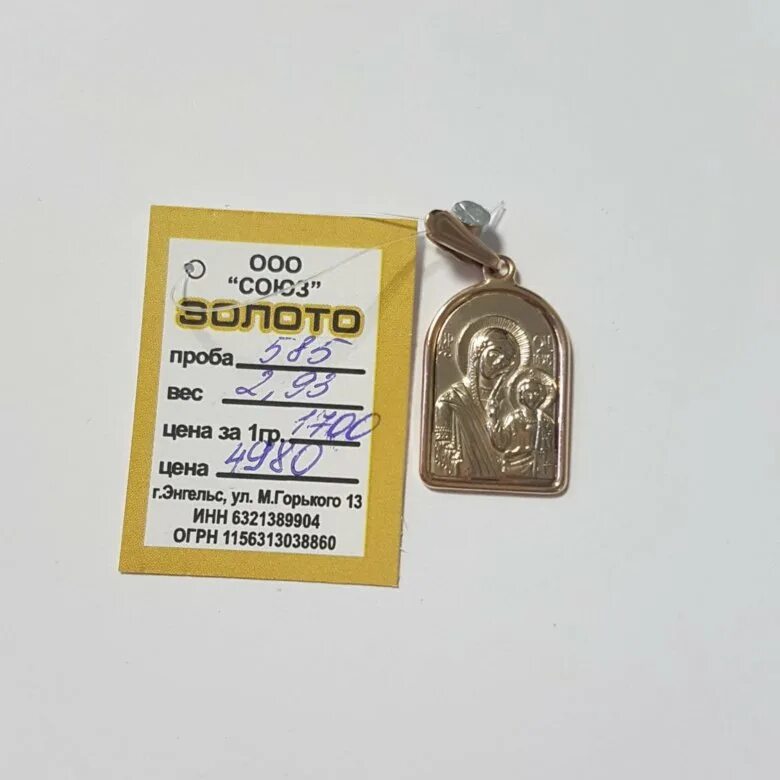 ООО
"СОЮЗ"
ЗОЛОТО
проба 585
вес 2,93
цена за 1гр. 1700
цена 4980
г.Энгельс, ул. М.Горького 13
ИНН 6321389904
ОГРН 1156313038860